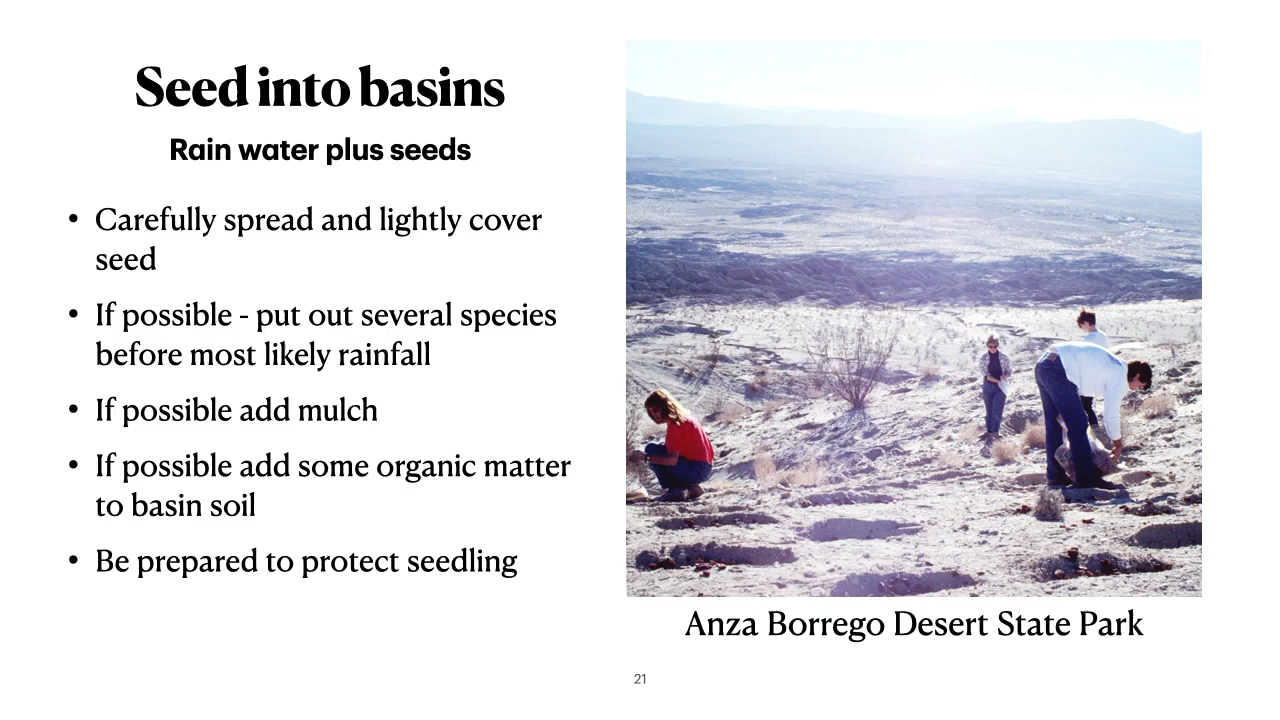 Seed into basins
Rain water plus seeds
• Carefully spread and lightly cover
seed
• If possible - put out several species
before most likely rainfall
• If possible add mulch
• If possible add some organic matter
to basin soil
• Be prepared to protect seedling
Anza Borrego Desert State Park
21